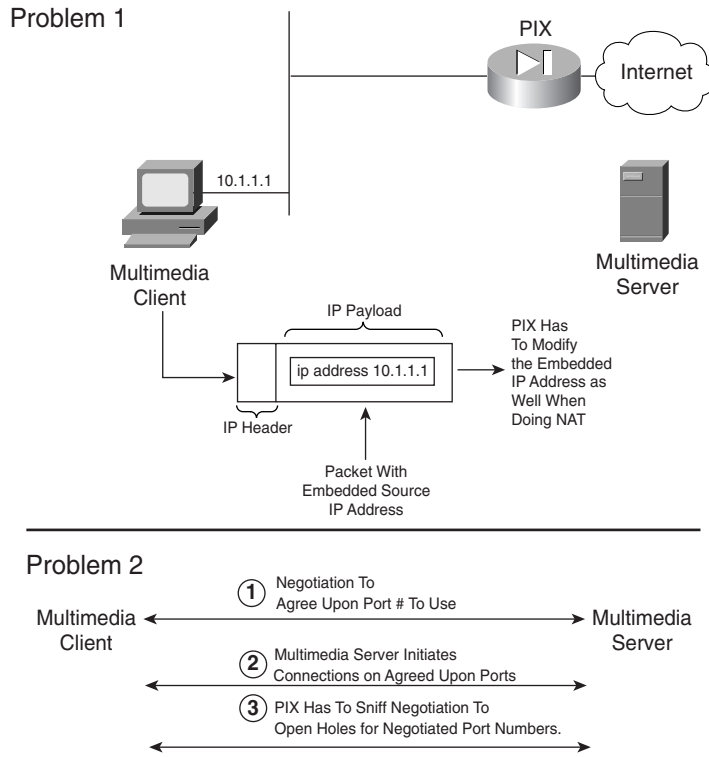 Problem 1
PIX
Internet
10.1.1.1
Multimedia
Client
Multimedia
Server
IP Payload
ip address 10.1.1.1
IP Header
PIX Has
To Modify
the Embedded
IP Address as
Well When
Doing NAT
Packet With
Embedded Source
IP Address
Problem 2
Multimedia
Client
1 Negotiation To
Agree Upon Port # To Use
Multimedia
Server
2 Multimedia Server Initiates
Connections on Agreed Upon Ports
3 PIX Has To Sniff Negotiation To
Open Holes for Negotiated Port Numbers.